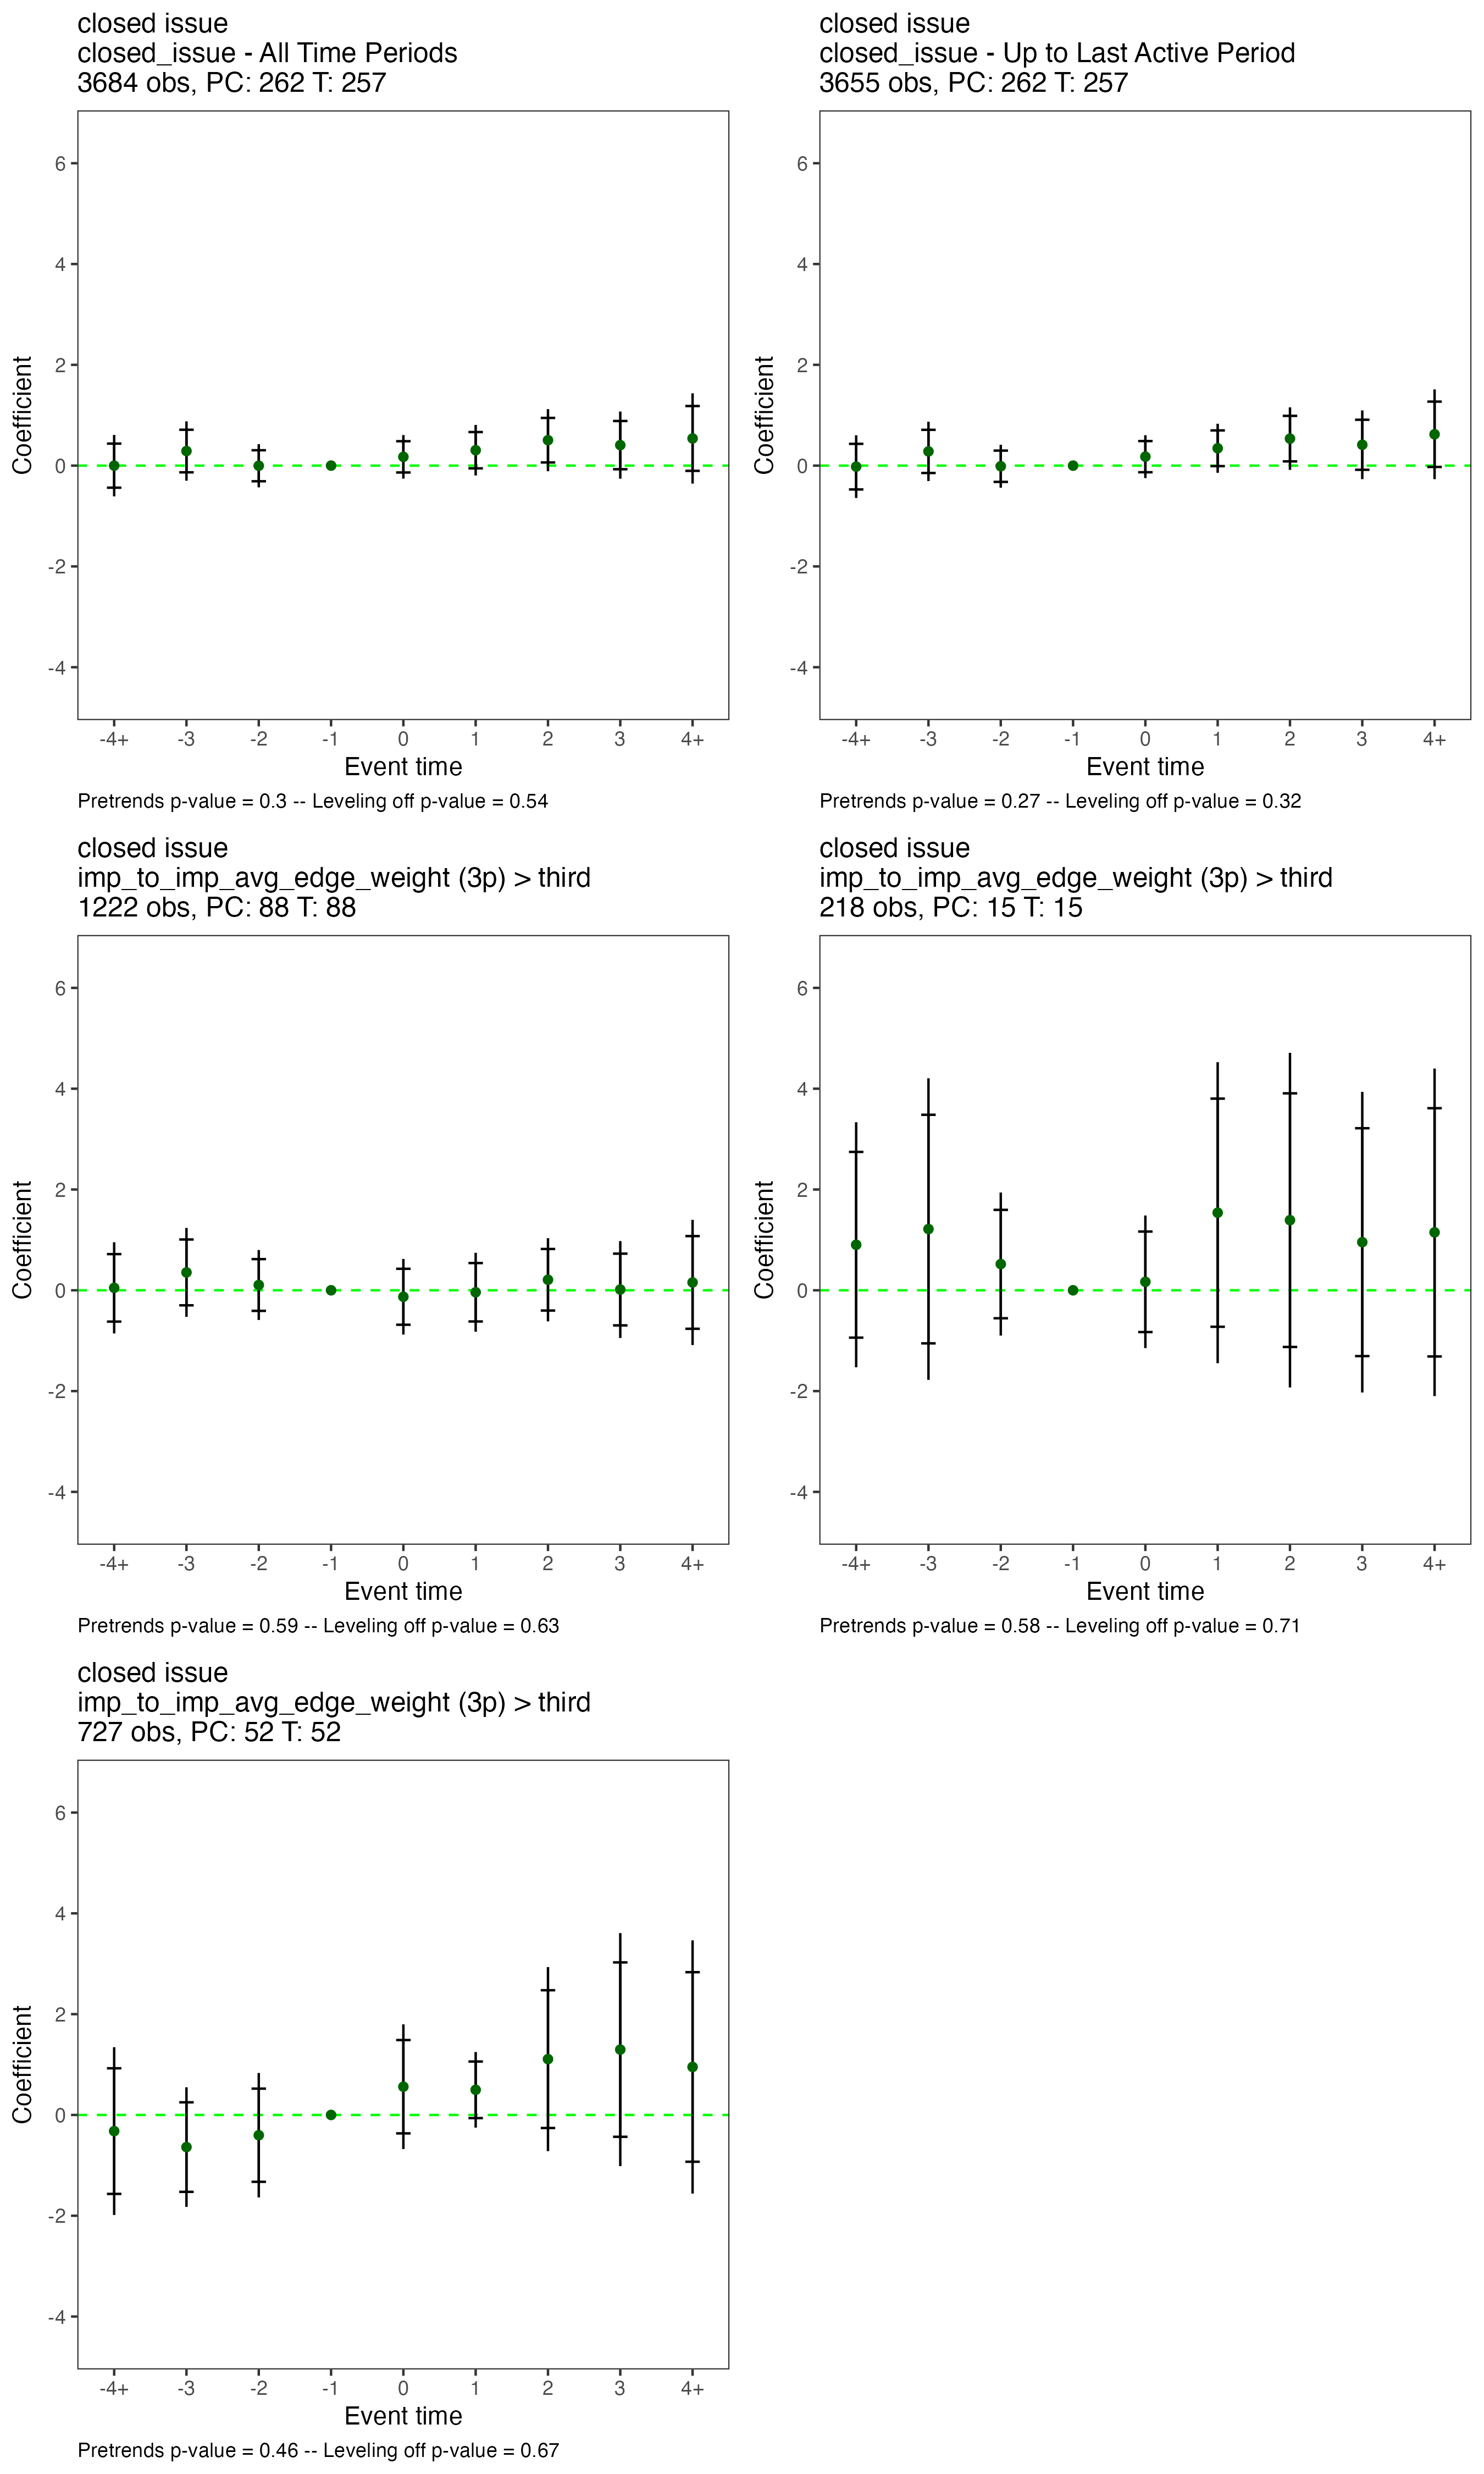 closed issue
closed_issue - All Time Periods
3684 obs, PC: 262 T: 257
6
4
2
0
-2
-4
Coefficient
-4+ -3 -2 -1 0 1 2 3 4+
Event time
Pretrends p-value = 0.3 -- Leveling off p-value = 0.54
closed issue
closed_issue - Up to Last Active Period
3655 obs, PC: 262 T: 257
6
4
2
0
-2
-4
Coefficient
-4+ -3 -2 -1 0 1 2 3 4+
Event time
Pretrends p-value = 0.27 -- Leveling off p-value = 0.32
closed issue
imp_to_imp_avg_edge_weight (3p) > third
1222 obs, PC: 88 T: 88
6
4
2
0
-2
-4
Coefficient
-4+ -3 -2 -1 0 1 2 3 4+
Event time
Pretrends p-value = 0.59 -- Leveling off p-value = 0.63
closed issue
imp_to_imp_avg_edge_weight (3p) > third
218 obs, PC: 15 T: 15
6
4
2
0
-2
-4
Coefficient
-4+ -3 -2 -1 0 1 2 3 4+
Event time
Pretrends p-value = 0.58 -- Leveling off p-value = 0.71
closed issue
imp_to_imp_avg_edge_weight (3p) > third
727 obs, PC: 52 T: 52
6
4
2
0
-2
-4
Coefficient
-4+ -3 -2 -1 0 1 2 3 4+
Event time
Pretrends p-value = 0.46 -- Leveling off p-value = 0.67